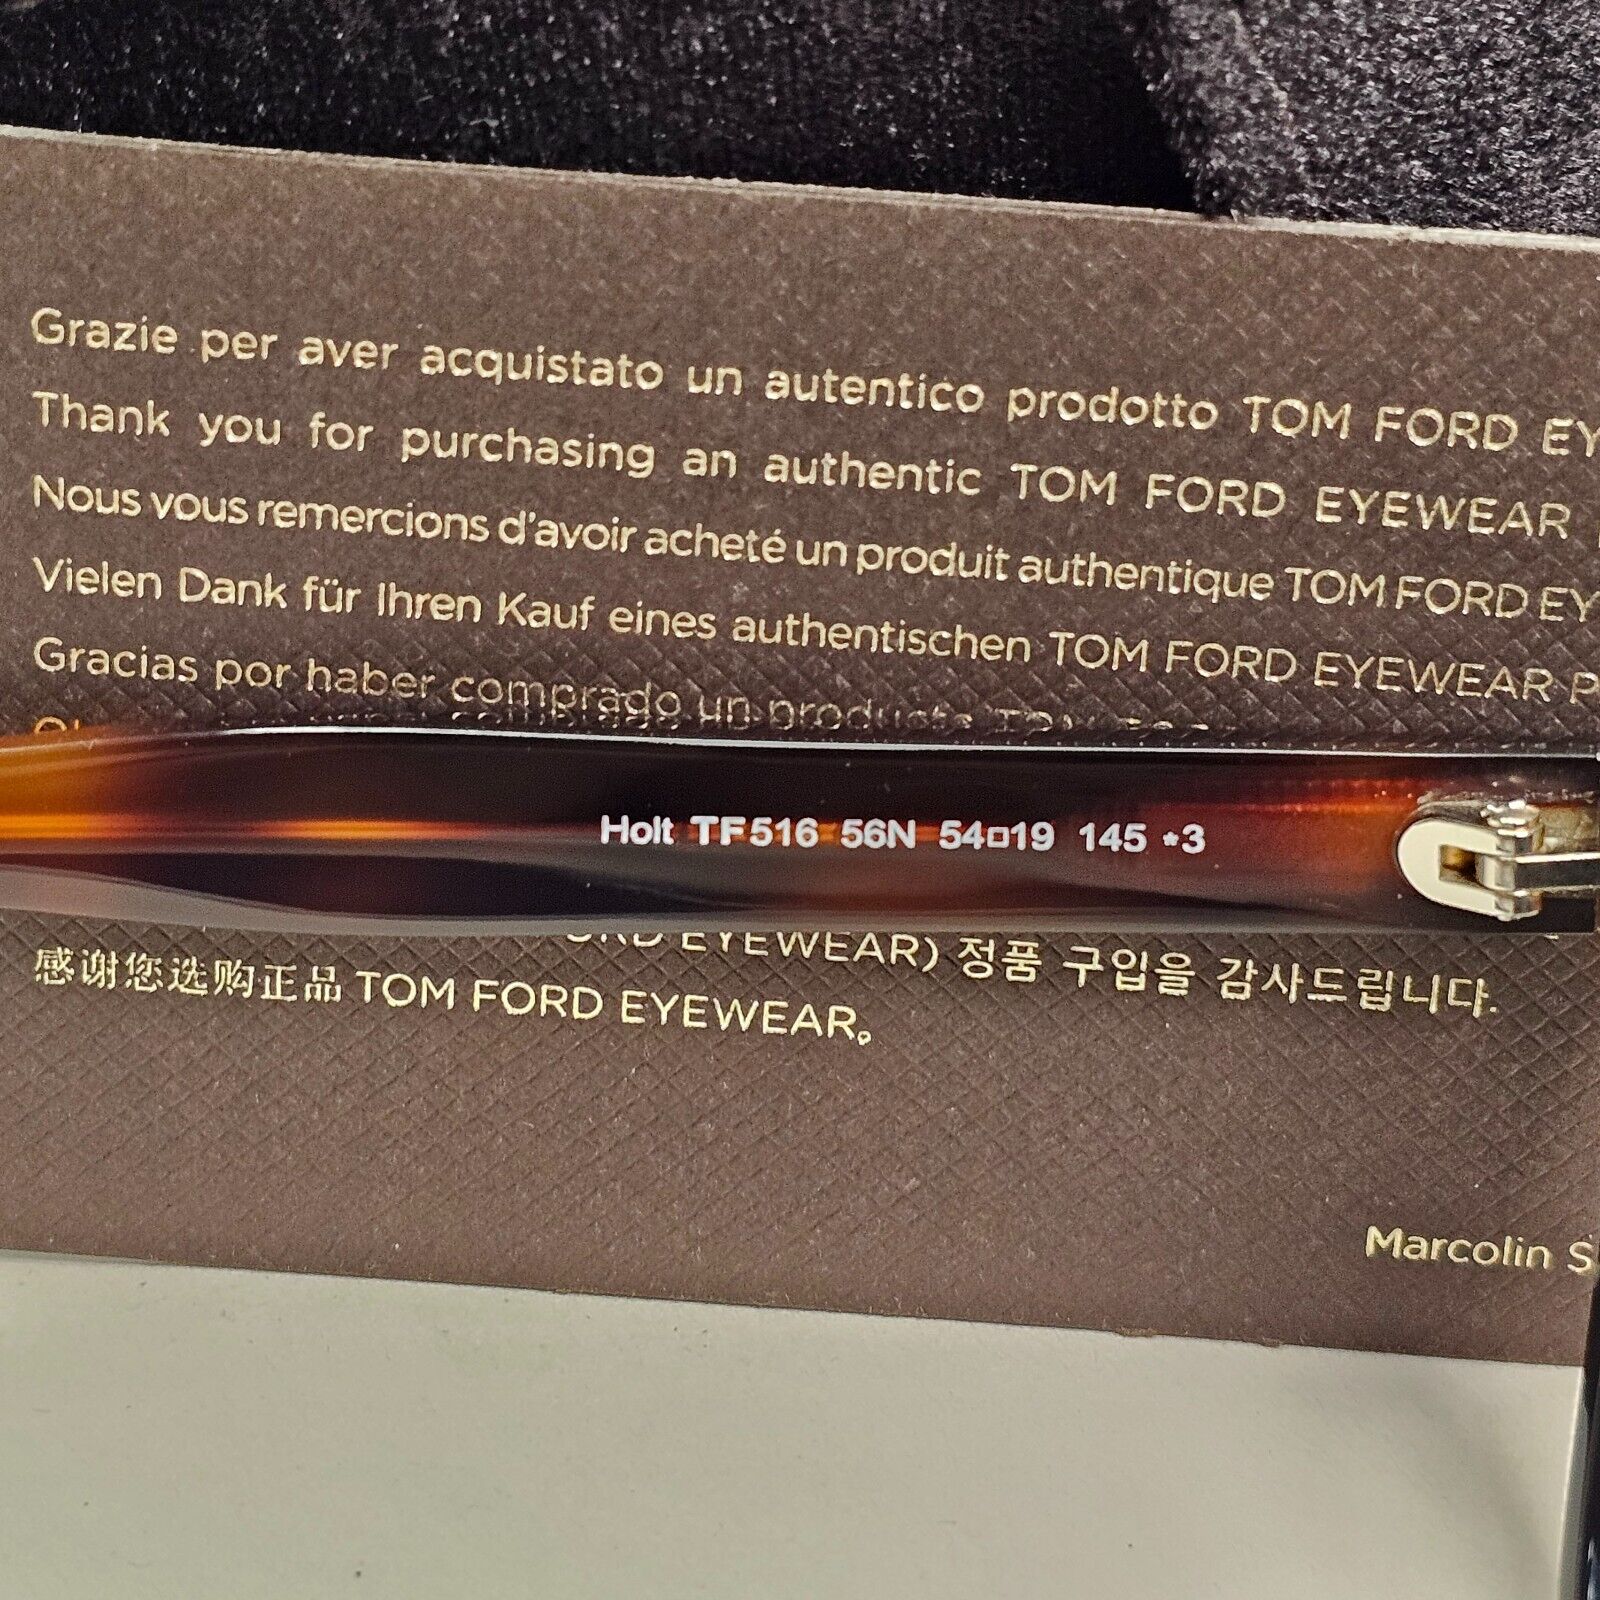 Grazie per aver acquistato un autentico prodotto TOM FORD EY
Thank you for purchasing an authentic TOM FORD EYEWEAR
Nous vous remercions d'avoir acheté un produit authentique TOM FORD EY
Vielen Dank für Ihren Kauf eines authentischen TOM FORD EYEWEAR P
Gracias por haber comprado un producto TOM FORD
Holt TF516 56N 54□19 145 *3
FORD EYEWEAR) 정품 구입을 감사드립니다.
感谢您选购正品 TOM FORD EYEWEAR。
Marcolin S